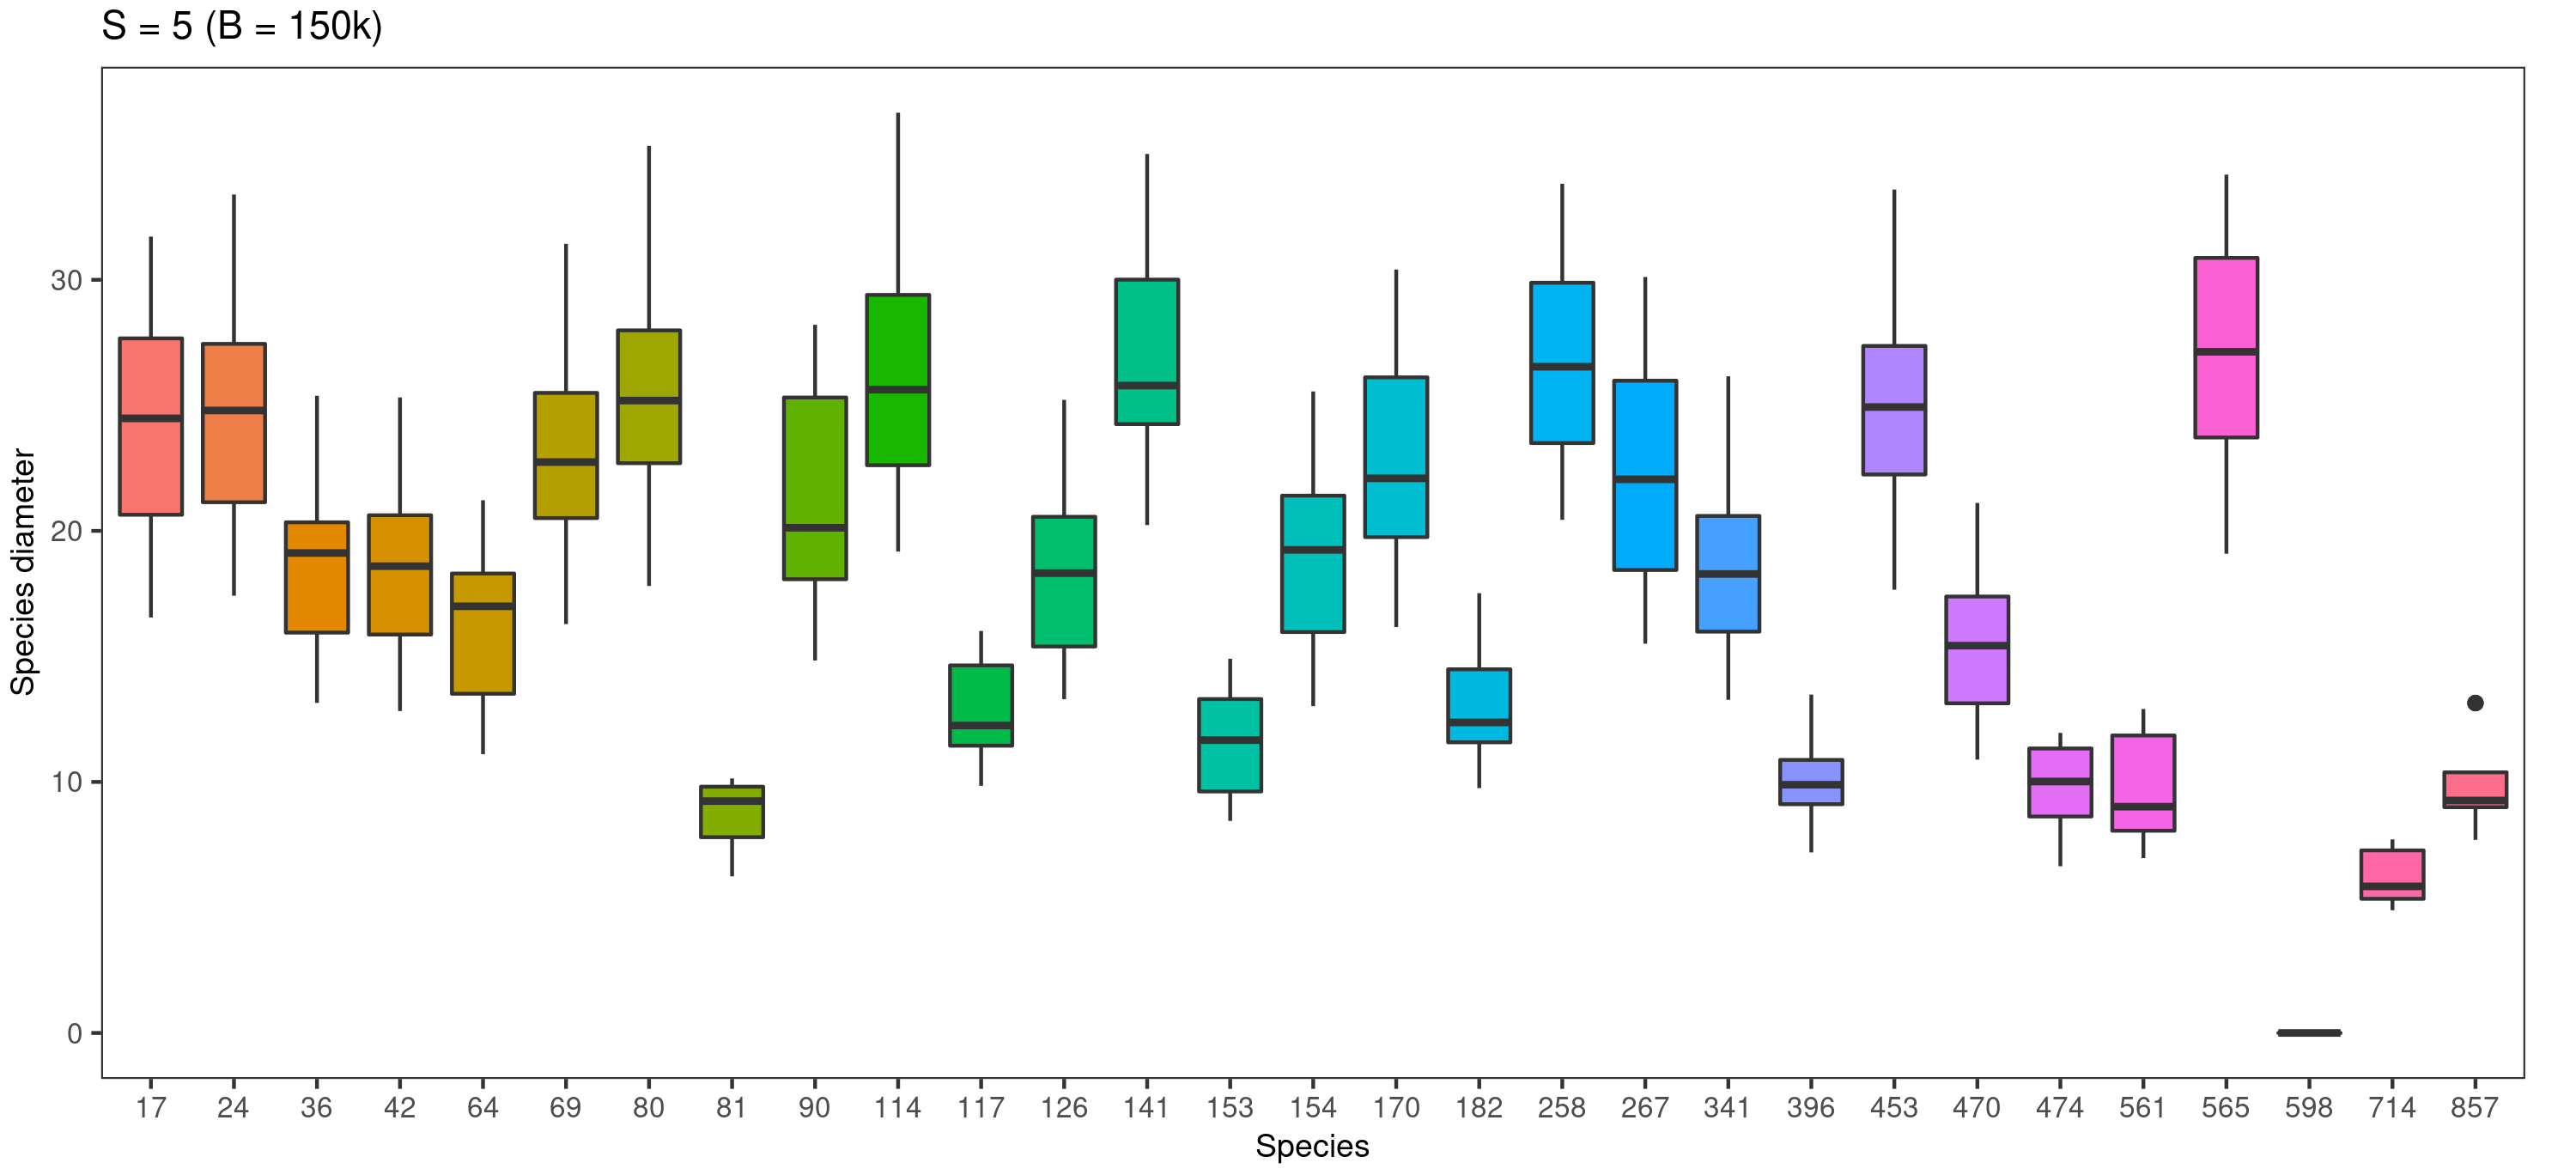 S = 5 (B = 150k)
Species diameter
30
20
10
0
17 24 36 42 64 69 80 81 90 114 117 126 141 153 154 170 182 258 267 341 396 453 470 474 561 565 598 714 857
Species